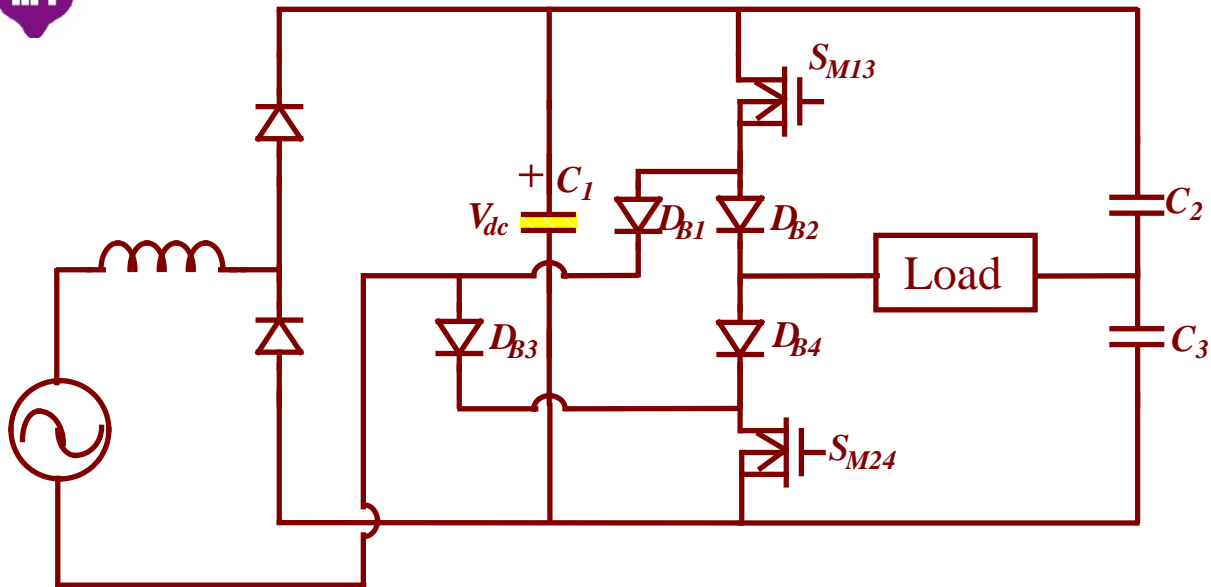 S_M13
+ C_1
V_dc
D_B1
D_B2
C_2
Load
D_B3
D_B4
C_3
S_M24